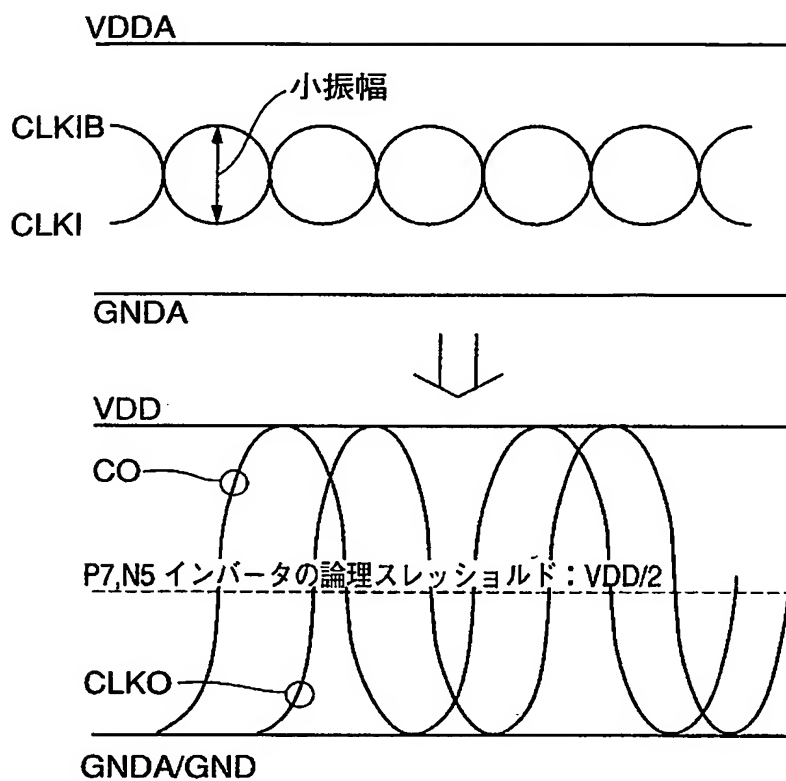 VDDA
小振幅
CLKIB
CLKI
GNDA
VDD
CO
P7,N5 インバータの論理スレッショルド：VDD/2
CLKO
GNDA/GND